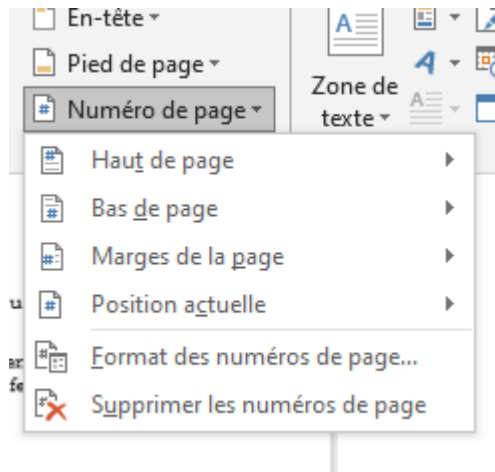 En-tête
Pied de page
Numéro de page
Zone de
texte
Haut de page
Bas de page
Marges de la page
Position actuelle
Format des numéros de page...
Supprimer les numéros de page